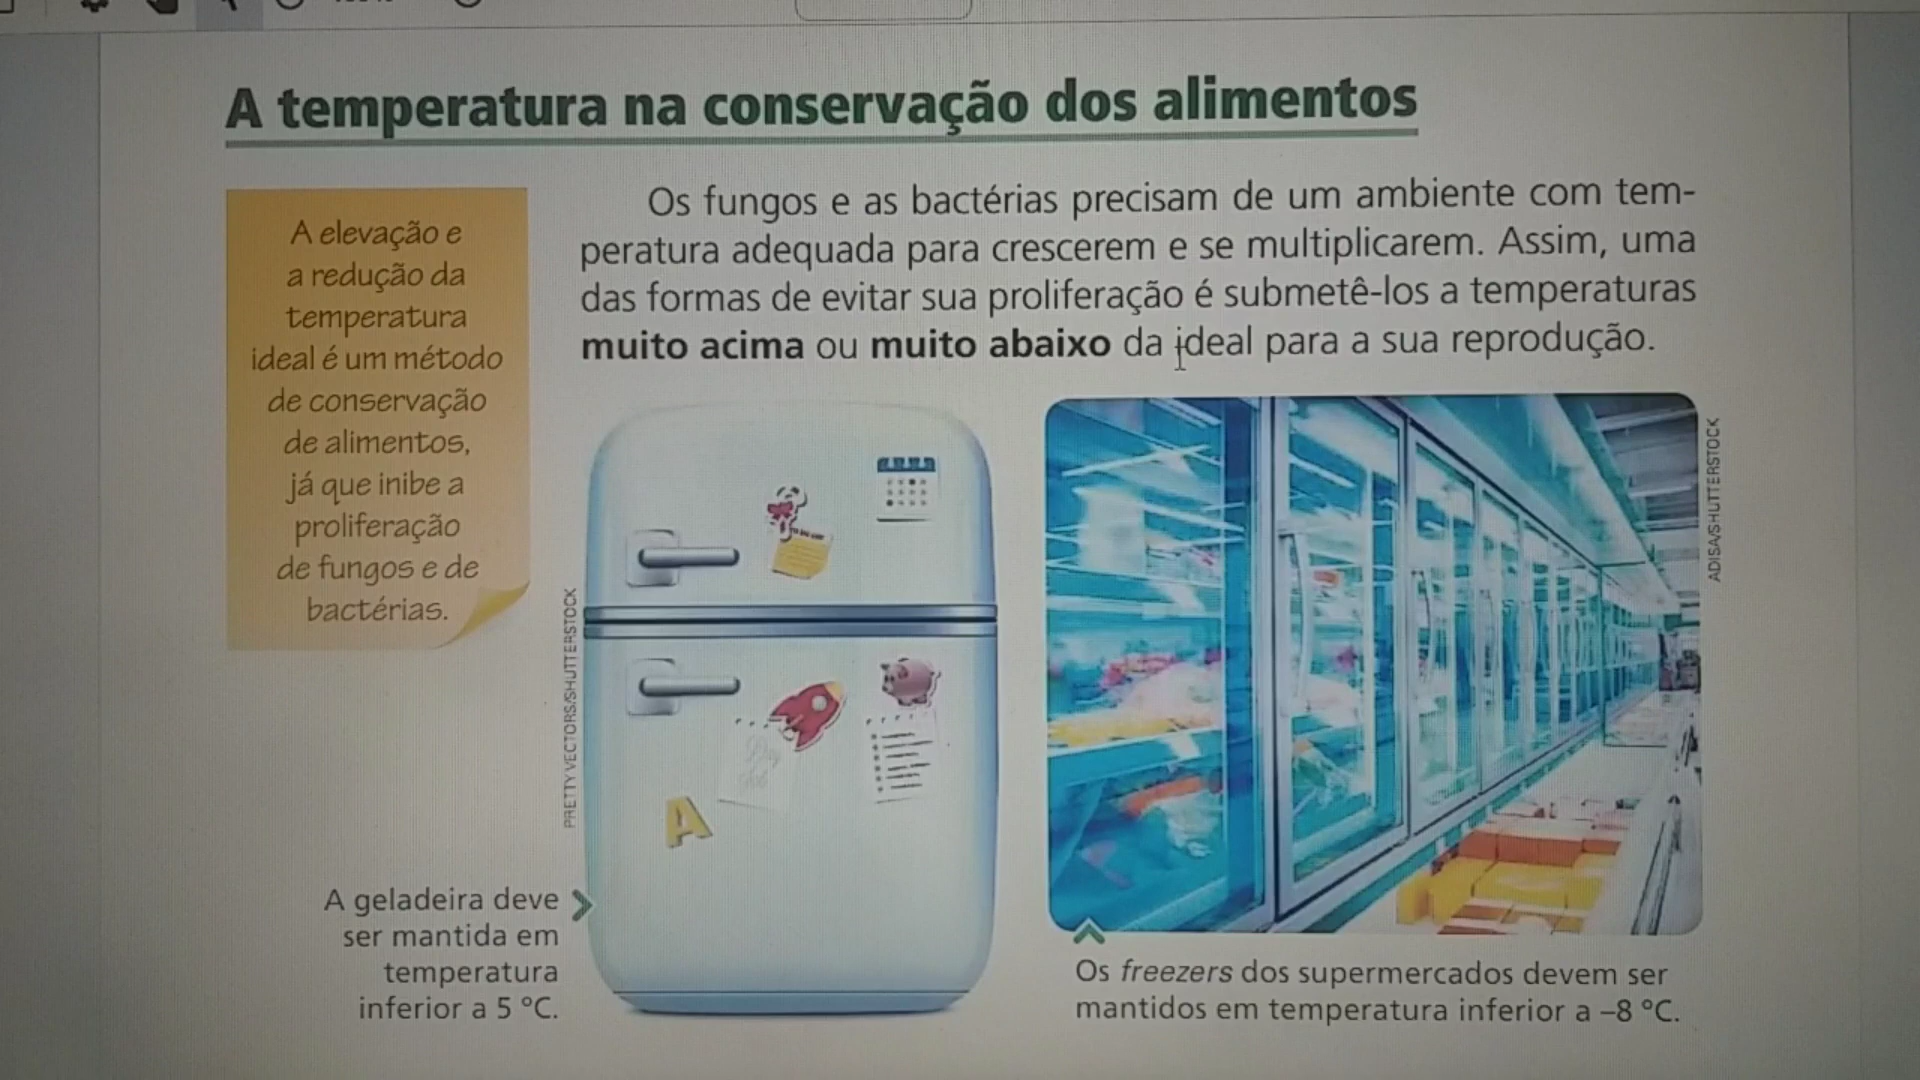 A temperatura na conservação dos alimentos
A elevação e
a redução da
temperatura
ideal é um método
de conservação
de alimentos,
já que inibe a
proliferação
de fungos e de
bactérias.
Os fungos e as bactérias precisam de um ambiente com tem-
peratura adequada para crescerem e se multiplicarem. Assim, uma
das formas de evitar sua proliferação é submetê-los a temperaturas
muito acima ou muito abaixo da ideal para a sua reprodução.
PRETTY VECTORS/SHUTTERSTOCK
A
ADISA/SHUTTERSTOCK
A geladeira deve
ser mantida em
temperatura
inferior a 5 ºC.
Os freezers dos supermercados devem ser
mantidos em temperatura inferior a –8 ºC.